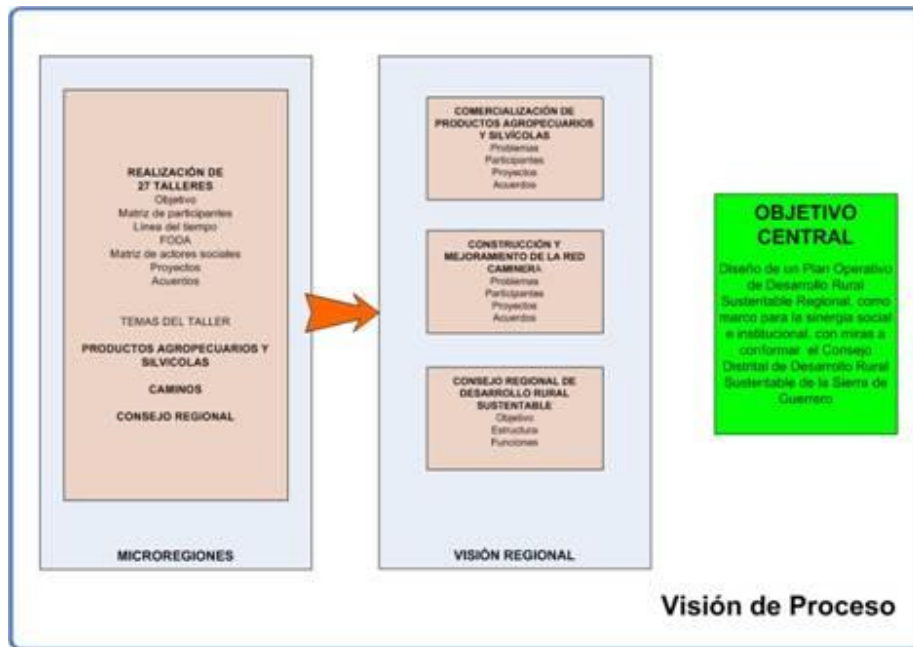 REALIZACIÓN DE
27 TALLERES
Objetivo
Matriz de participantes
Línea del tiempo
FODA
Matriz de actores sociales
Proyectos
Acuerdos
TEMAS DEL TALLER
PRODUCTOS AGROPECUARIOS Y
SILVICOLAS
CAMINOS
CONSEJO REGIONAL
MICROREGIONES
COMERCIALIZACIÓN DE
PRODUCTOS AGROPECUARIOS
Y SILVÍCOLAS
Problemas
Participantes
Proyectos
Acuerdos
CONSTRUCCIÓN Y
MEJORAMIENTO DE LA RED
CAMINERA
Problemas
Participantes
Proyectos
Acuerdos
CONSEJO REGIONAL DE
DESARROLLO RURAL
SUSTENTABLE
Objetivo
Estructura
Funciones
VISIÓN REGIONAL
OBJETIVO
CENTRAL
Diseño de un Plan Operativo
de Desarrollo Rural
Sustentable Regional, como
marco para la sinergia social
e institucional, con miras a
conformar el Consejo
Distrital de Desarrollo Rural
Sustentable de la Sierra de
Guerrero
Visión de Proceso